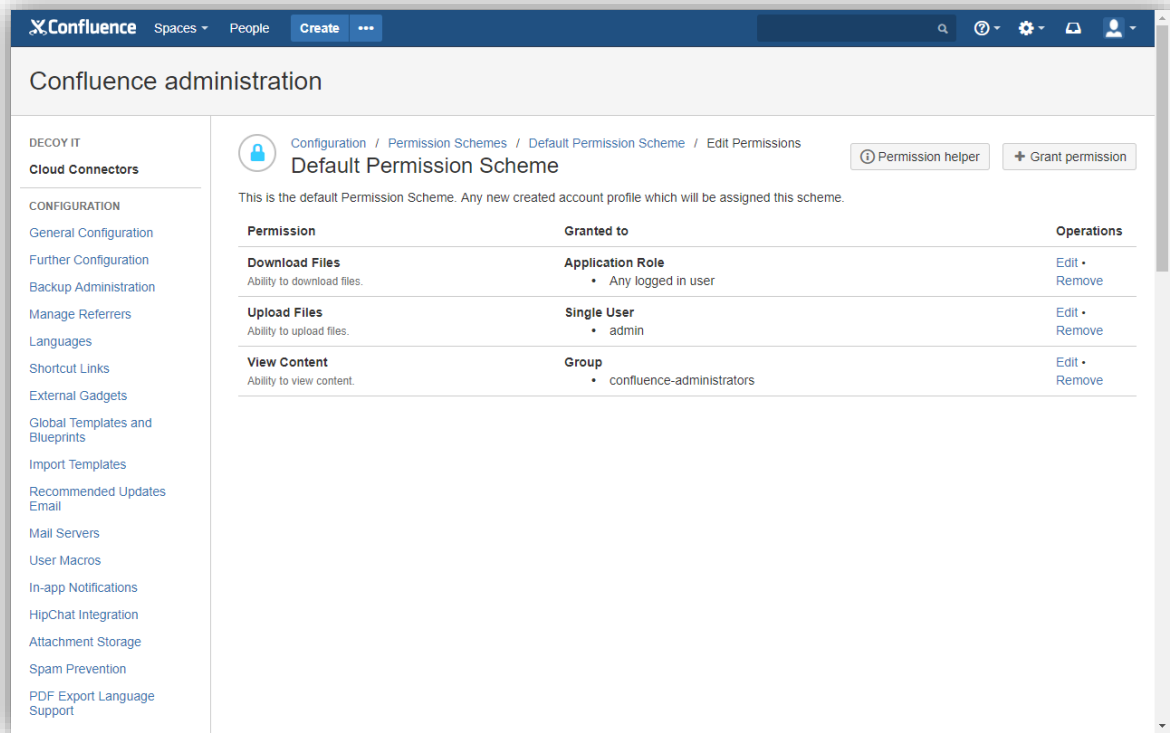 Confluence Spaces People Create •••
Confluence administration
DECOY IT
Cloud Connectors
CONFIGURATION
General Configuration
Further Configuration
Backup Administration
Manage Referrers
Languages
Shortcut Links
External Gadgets
Global Templates and
Blueprints
Import Templates
Recommended Updates
Email
Mail Servers
User Macros
In-app Notifications
HipChat Integration
Attachment Storage
Spam Prevention
PDF Export Language
Support
Configuration / Permission Schemes / Default Permission Scheme / Edit Permissions
Default Permission Scheme
Permission helper
+ Grant permission
This is the default Permission Scheme. Any new created account profile which will be assigned this scheme.
Permission Granted to Operations
Download Files Application Role Edit •
Ability to download files. • Any logged in user Remove
Upload Files Single User Edit •
Ability to upload files. • admin Remove
View Content Group Edit •
Ability to view content. • confluence-administrators Remove